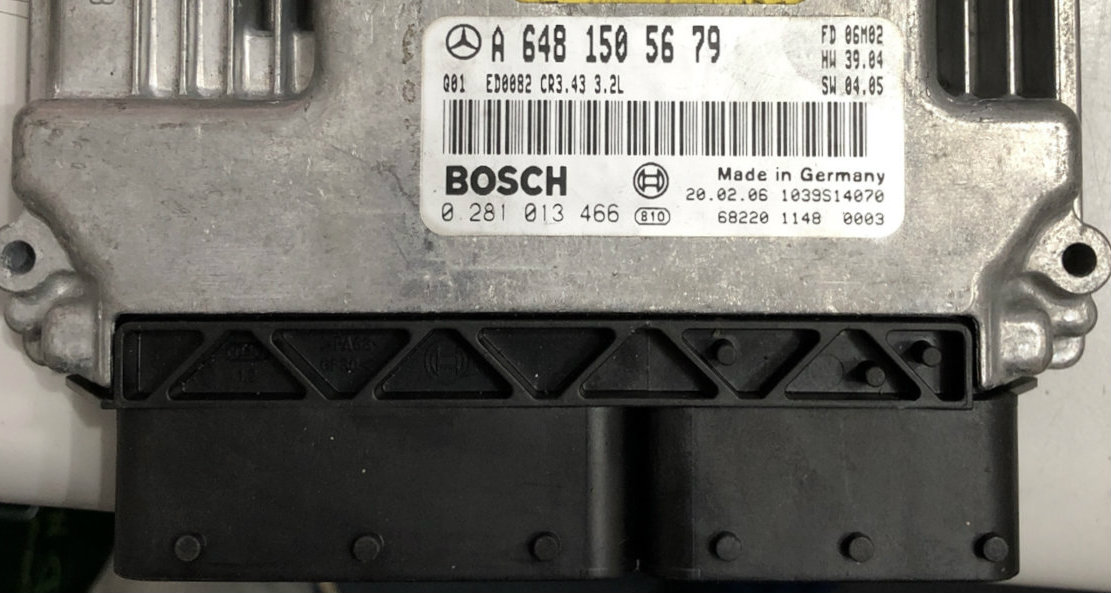 A 648 150 56 79
FD 06M02
HW 39.04
Q01 ED0082 CR3.43 3.2L
SW 04.05
BOSCH
Made in Germany
20.02.06 1039S14070
0 281 013 466 810
68220 1148 0003